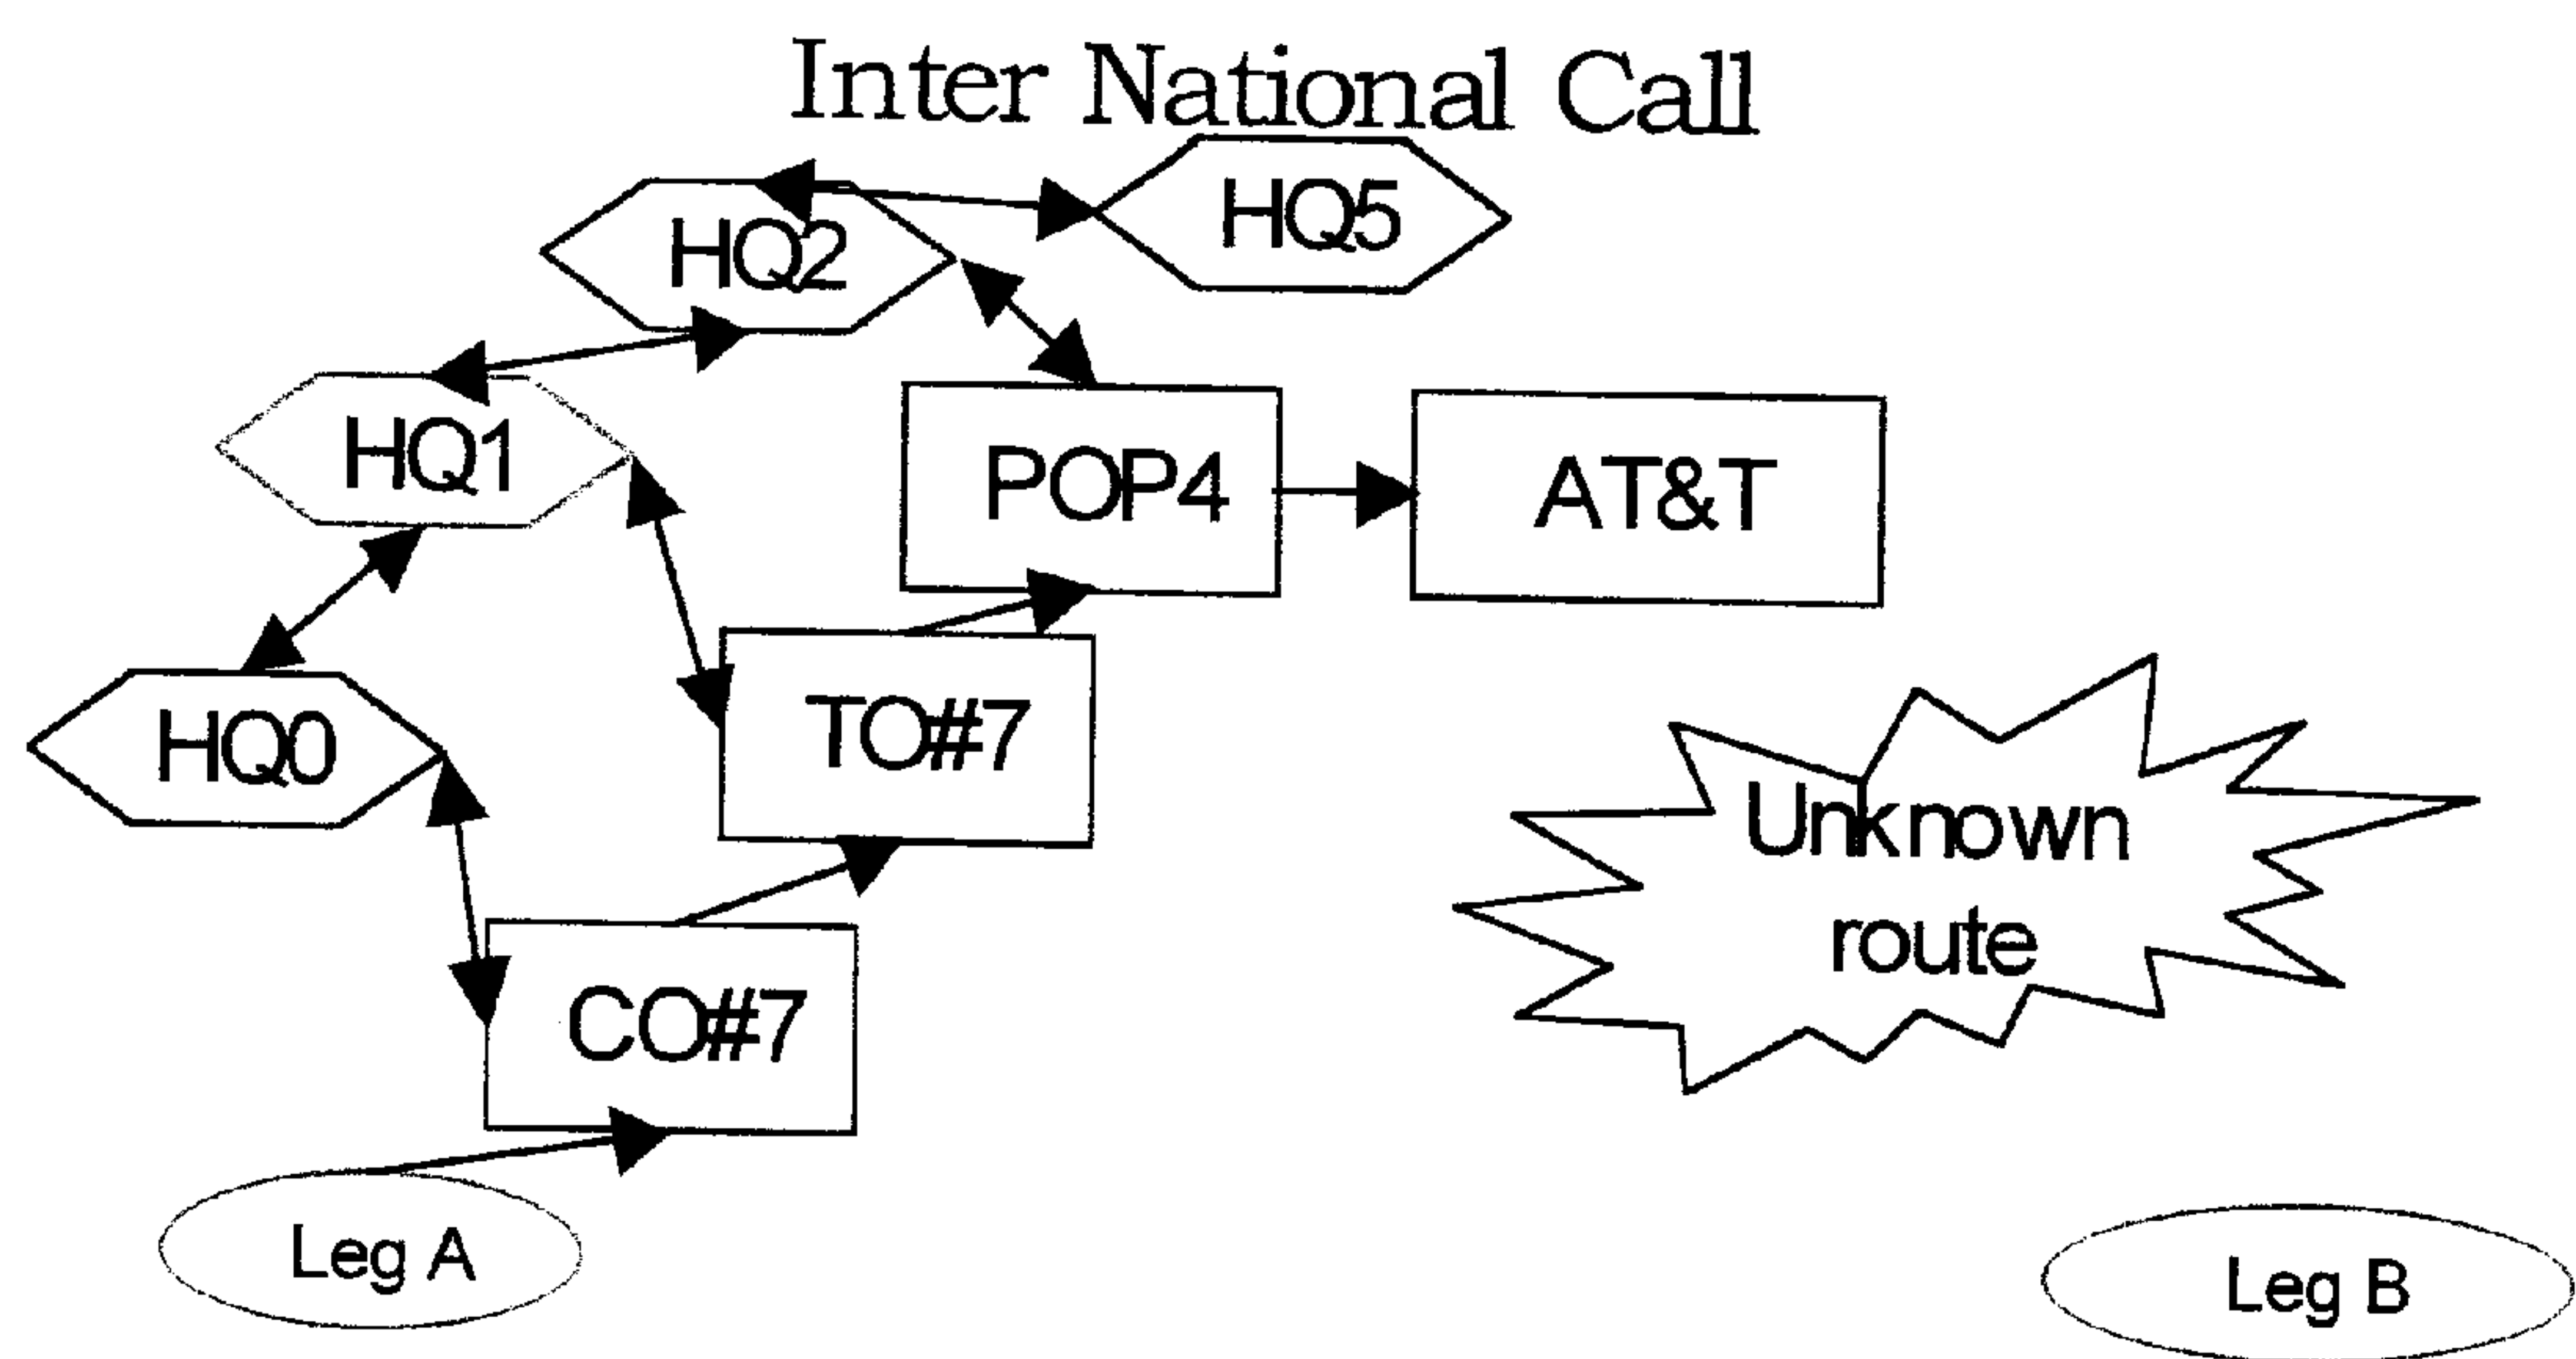 Inter National Call
HQ5
HQ2
HQ1
POP4
AT&T
HQ0
TO#7
Unknown
route
CO#7
Leg A
Leg B